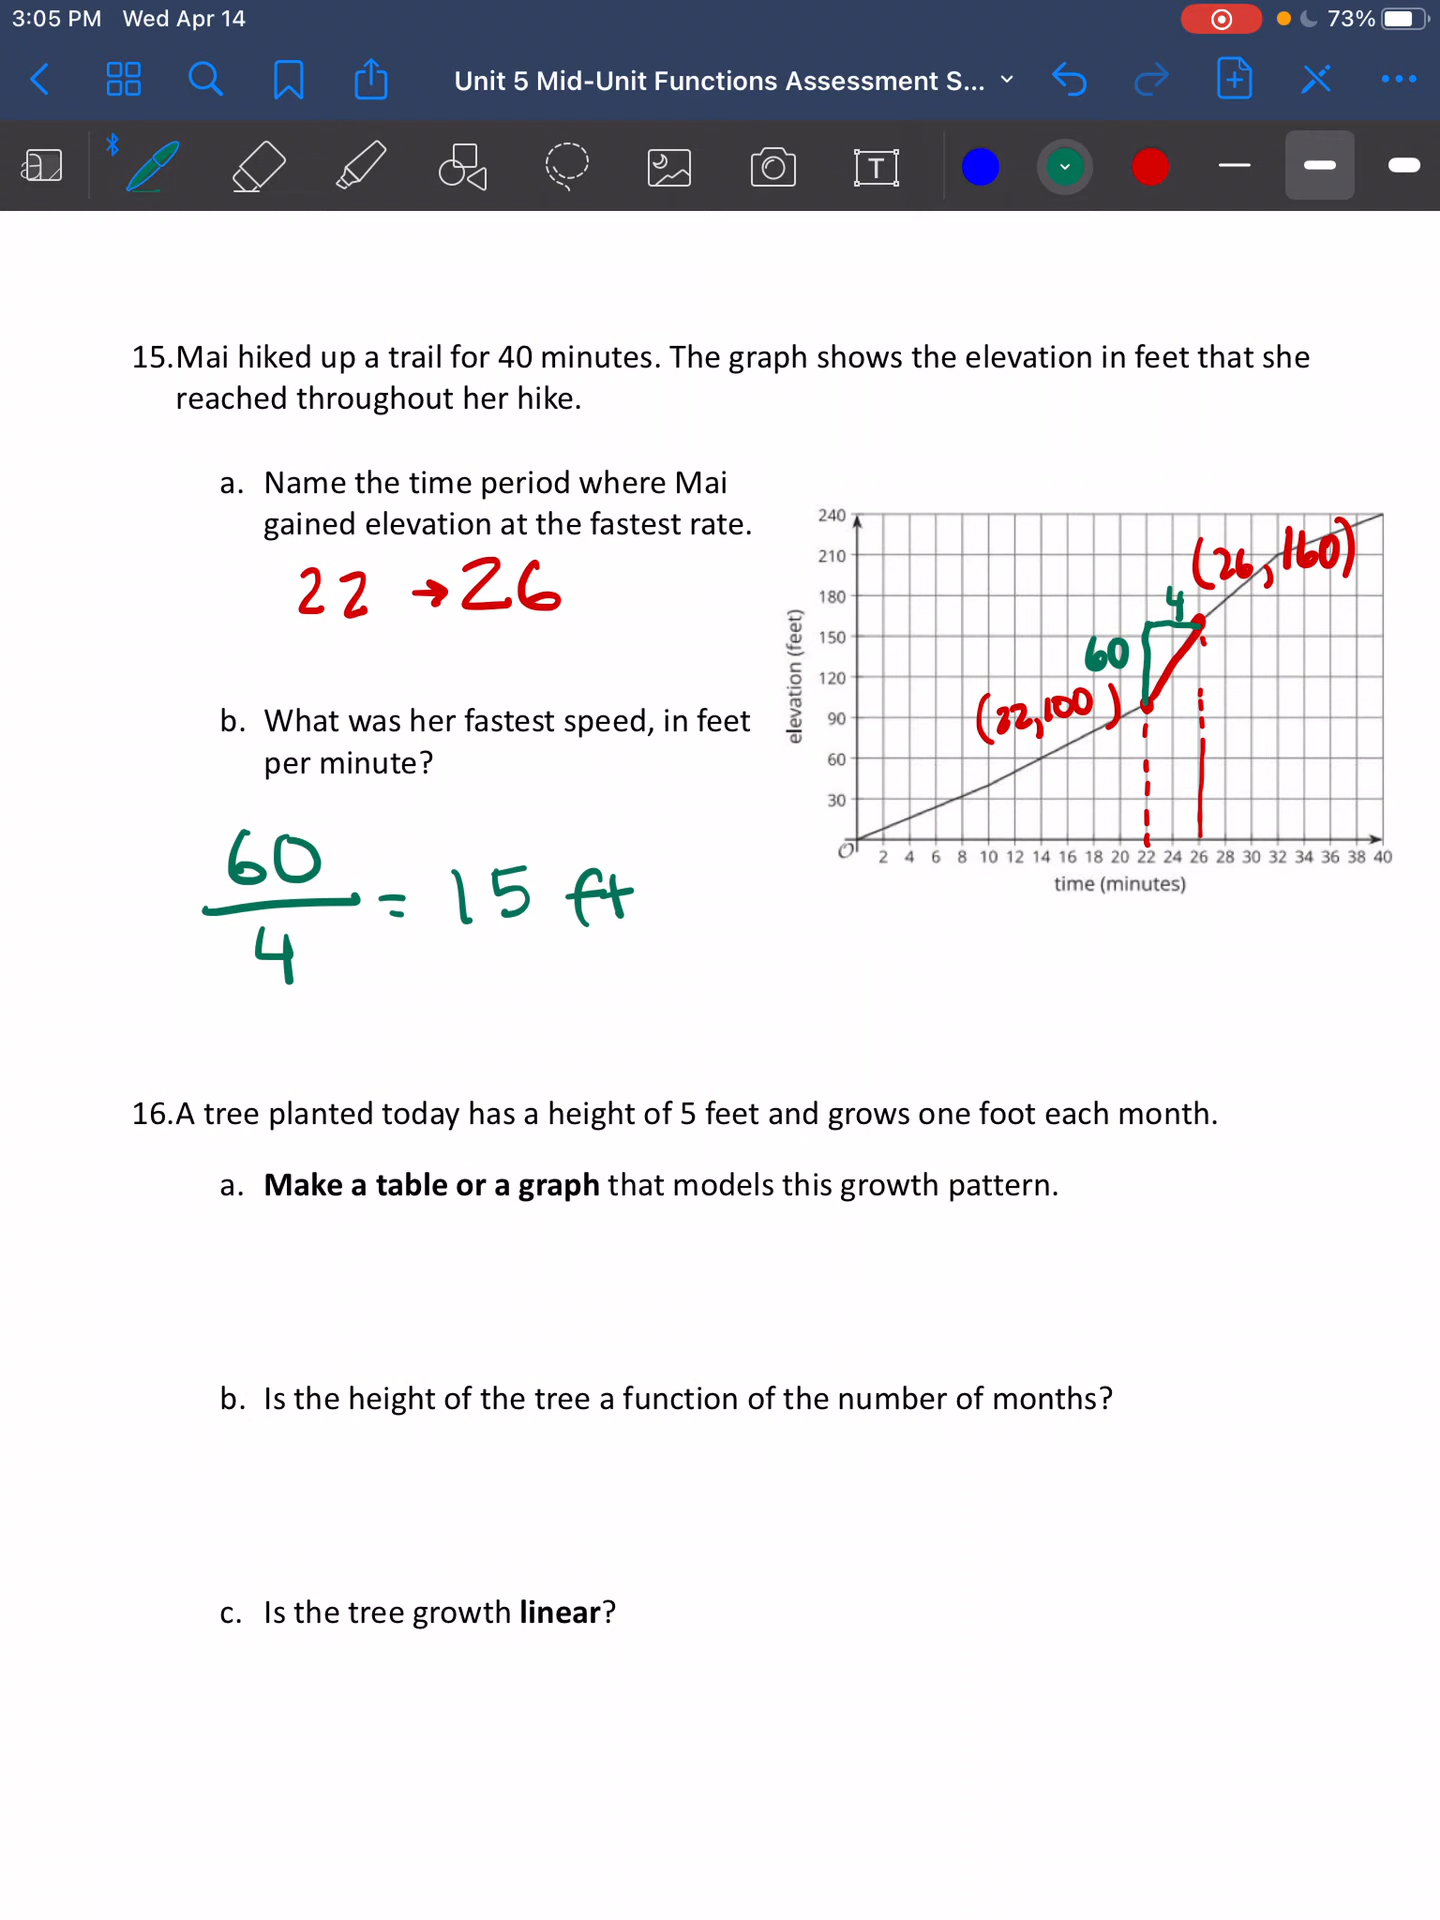 3:05 PM Wed Apr 14
73%
Unit 5 Mid-Unit Functions Assessment S...
a
T
15. Mai hiked up a trail for 40 minutes. The graph shows the elevation in feet that she
reached throughout her hike.
a. Name the time period where Mai
gained elevation at the fastest rate.
22 → 26
b. What was her fastest speed, in feet
per minute?
60
4
= 15 ft
elevation (feet)
240
210
180
150
120
90
60
30
O
2 4 6 8 10 12 14 16 18 20 22 24 26 28 30 32 34 36 38 40
time (minutes)
(26, 160)
4
60
(22, 100)
16. A tree planted today has a height of 5 feet and grows one foot each month.
a. Make a table or a graph that models this growth pattern.
b. Is the height of the tree a function of the number of months?
c. Is the tree growth linear?